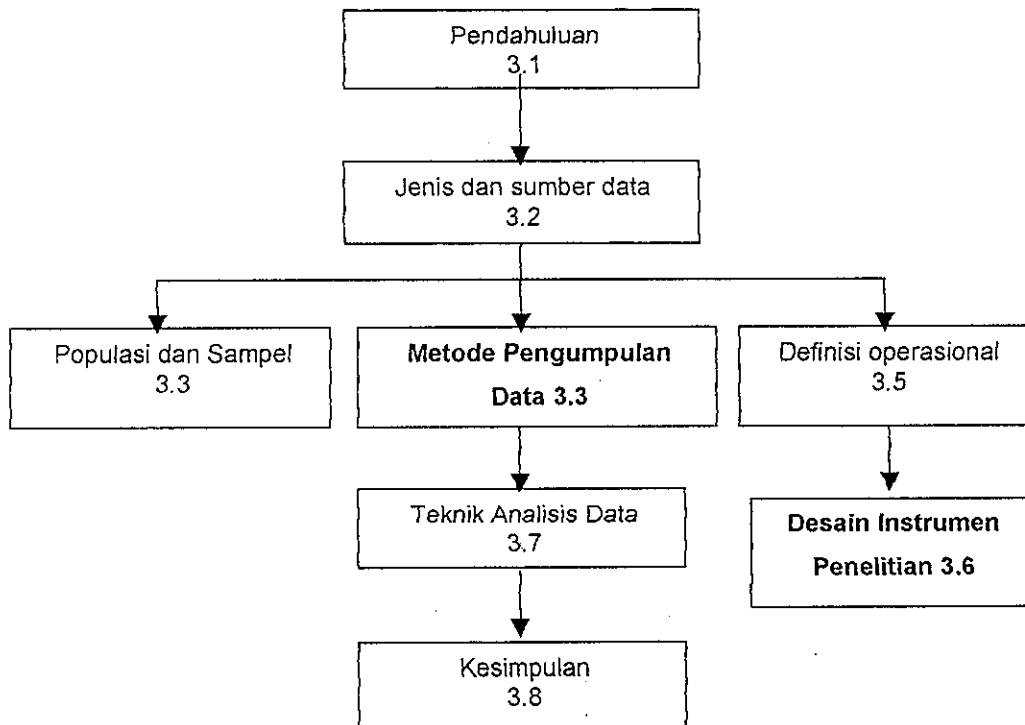 Pendahuluan
3.1
Jenis dan sumber data
3.2
Populasi dan Sampel
3.3
Metode Pengumpulan
Data 3.3
Definisi operasional
3.5
Teknik Analisis Data
3.7
Desain Instrumen
Penelitian 3.6
Kesimpulan
3.8